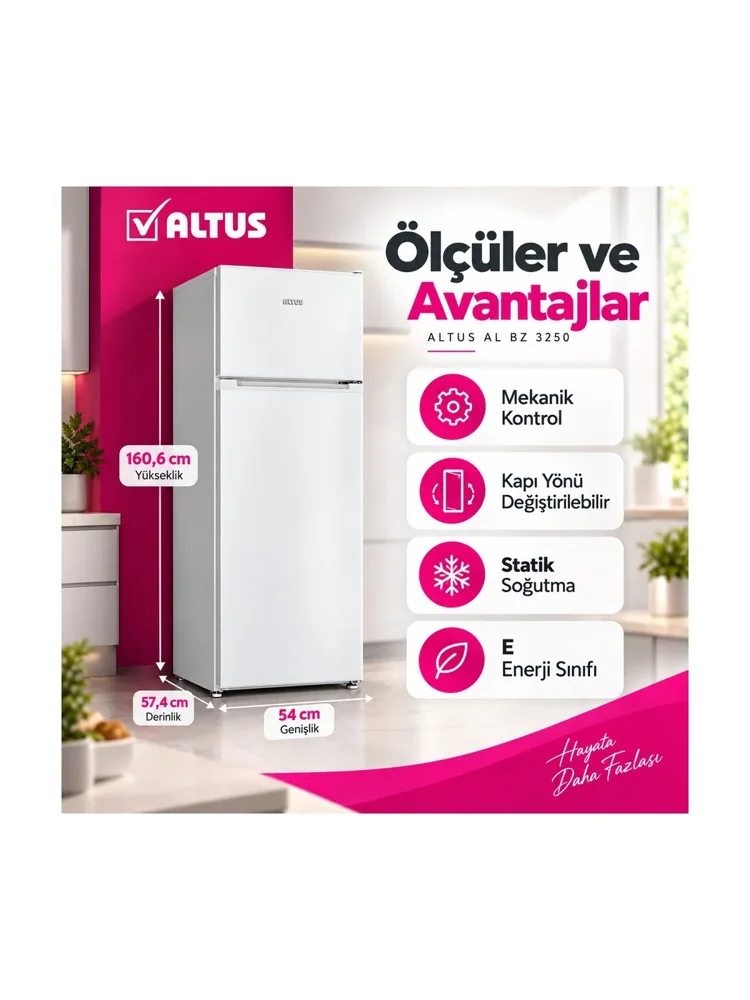 ALTUS
Ölçüler ve
Avantajlar
ALTUS AL BZ 3250
ALTUS
Mekanik
Kontrol
160,6 cm
Yükseklik
Kapı Yönü
Değiştirilebilir
Statik
Soğutma
E
Enerji Sınıfı
57,4 cm
Derinlik
54 cm
Genişlik
Hayata
Daha Fazlası